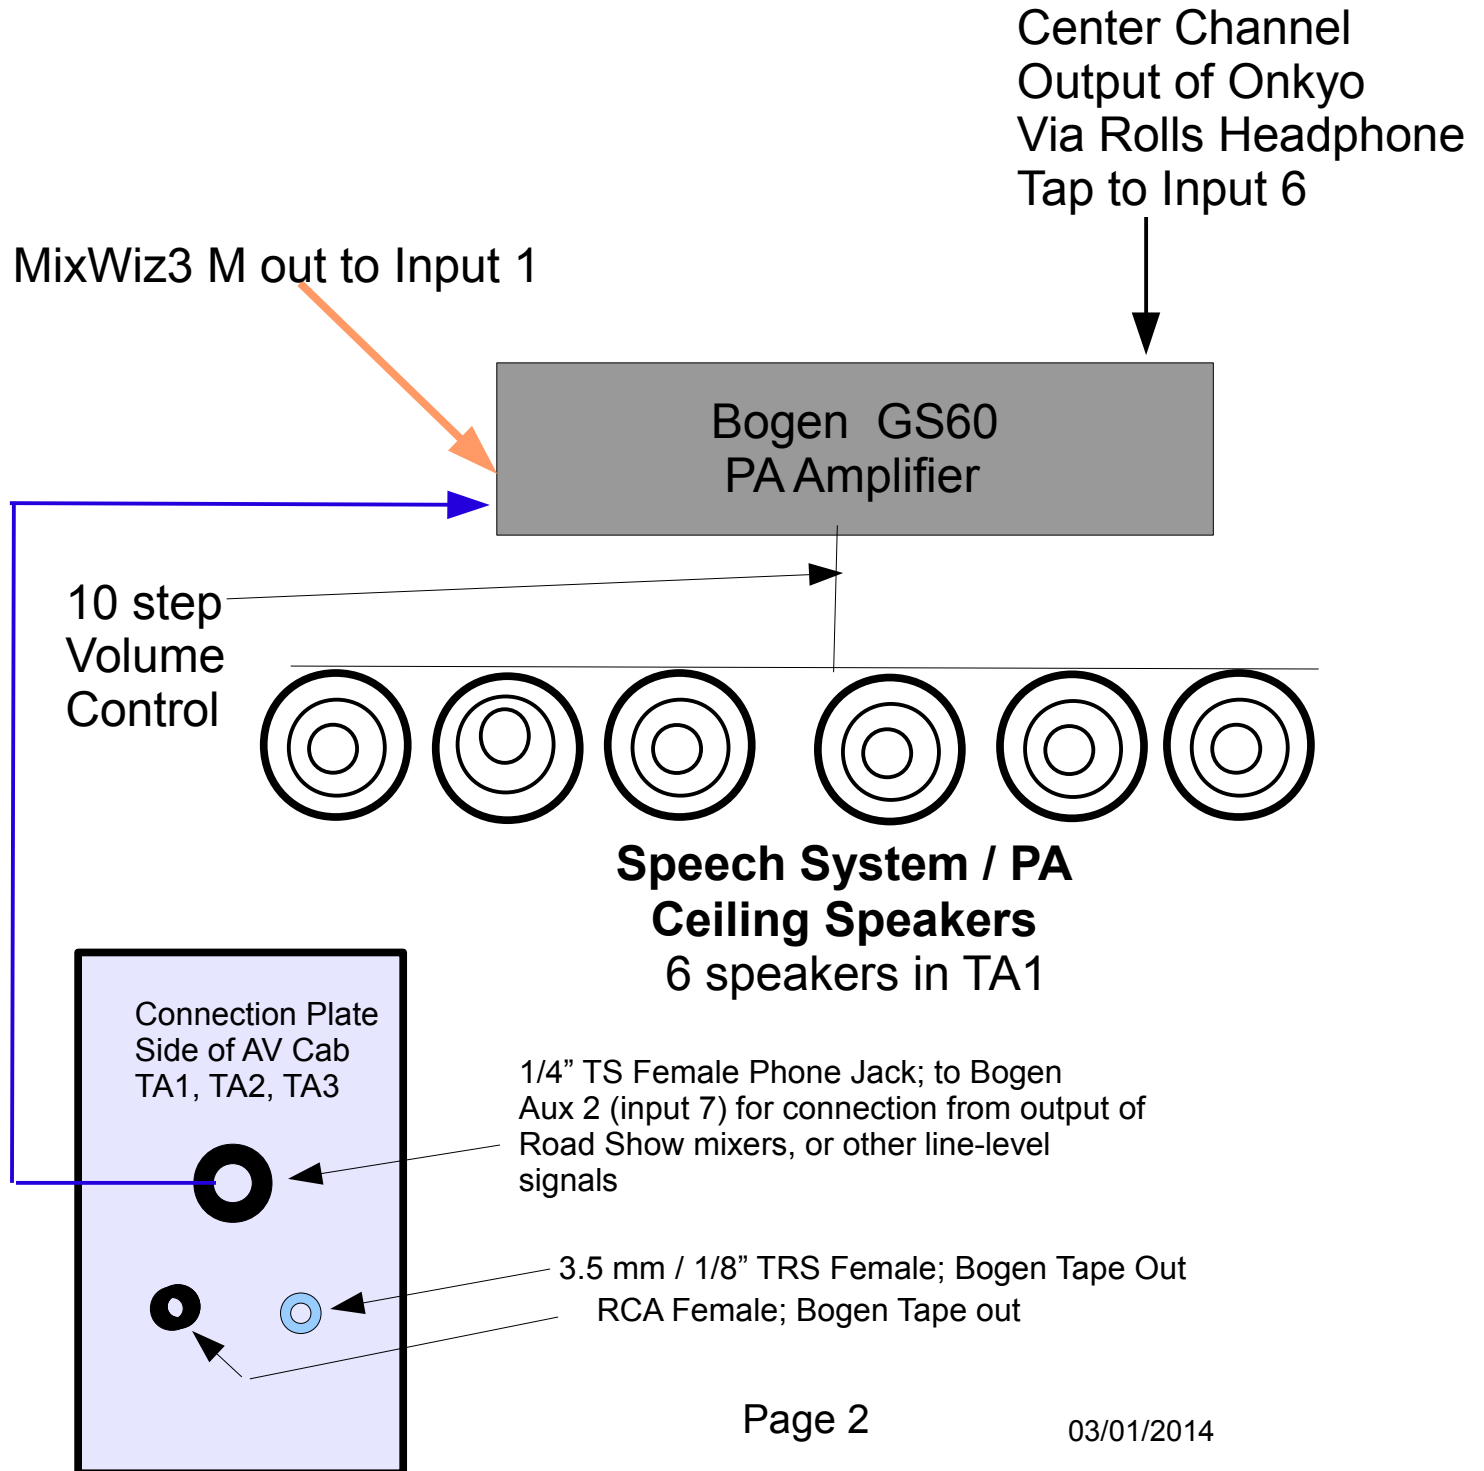 Center Channel
Output of Onkyo
Via Rolls Headphone
Tap to Input 6
MixWiz3 M out to Input 1
Bogen  GS60
PA Amplifier
10 step
Volume
Control
Speech System / PA
Ceiling Speakers
6 speakers in TA1
Connection Plate
Side of AV Cab
TA1, TA2, TA3
1/4” TS Female Phone Jack; to Bogen
Aux 2 (input 7) for connection from output of
Road Show mixers, or other line-level
signals
3.5 mm / 1/8” TRS Female; Bogen Tape Out
RCA Female; Bogen Tape out
Page 2
03/01/2014